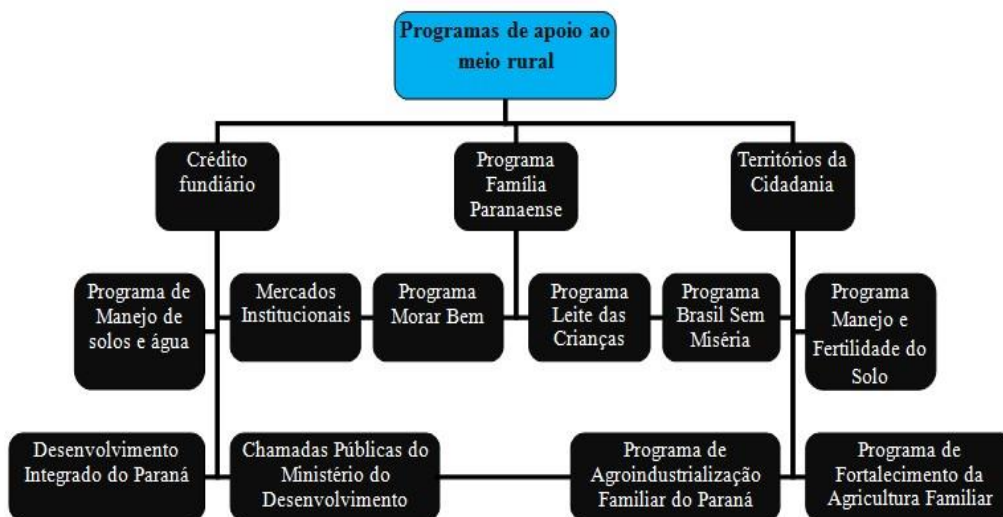 Programas de apoio ao
meio rural
Crédito
fundiário
Programa
Família
Paranaense
Territórios da
Cidadania
Programa de
Manejo de
solos e água
Mercados
Institucionais
Programa
Morar Bem
Programa
Leite das
Crianças
Programa
Brasil Sem
Miséria
Programa
Manejo e
Fertilidade do
Solo
Desenvolvimento
Integrado do Paraná
Chamadas Públicas do
Ministério do
Desenvolvimento
Programa de
Agroindustrialização
Familiar do Paraná
Programa de
Fortalecimento da
Agricultura Familiar